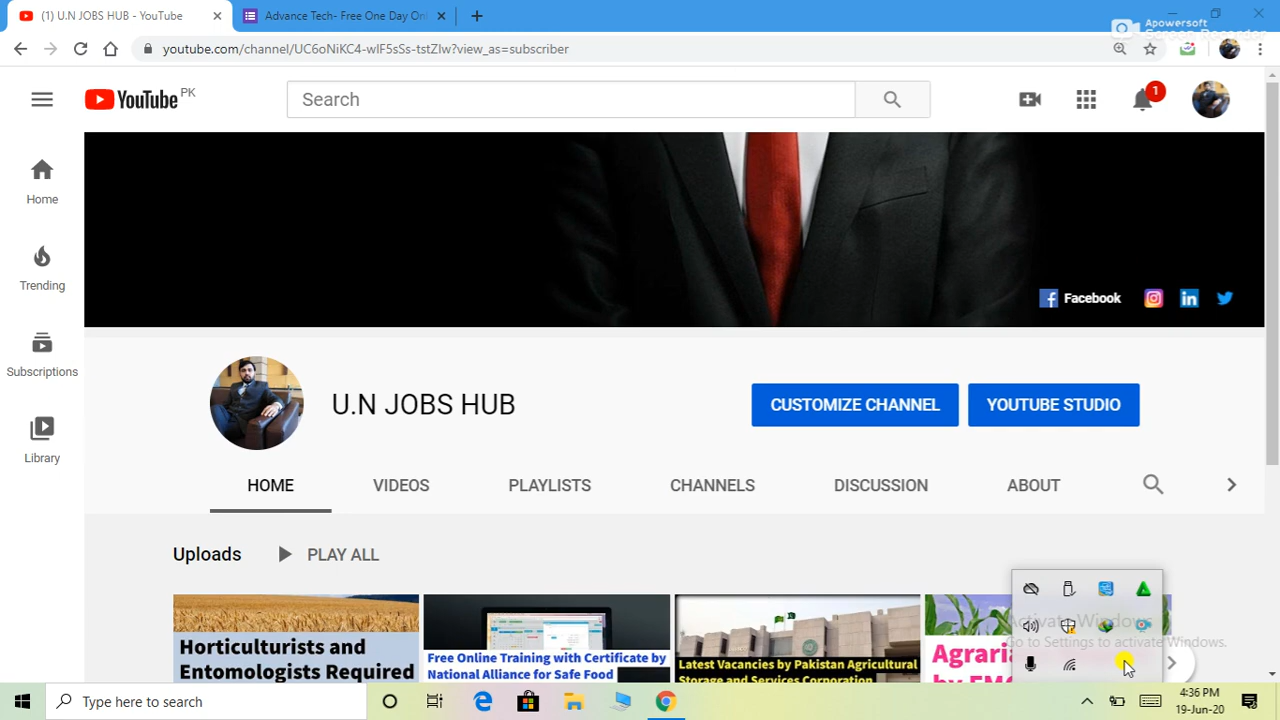 (1) U.N JOBS HUB - YouTube
Advance Tech- Free One Day Onl
Apowersoft
Screen Recorder
youtube.com/channel/UC6oNiKC4-wIF5sSs-tstZIw?view_as=subscriber
YouTube PK
Search
1
Home
Trending
Subscriptions
Library
Facebook
U.N JOBS HUB
CUSTOMIZE CHANNEL
YOUTUBE STUDIO
HOME
VIDEOS
PLAYLISTS
CHANNELS
DISCUSSION
ABOUT
Uploads
PLAY ALL
Horticulturists and
Entomologists Required
Free Online Training with Certificate by
National Alliance for Safe Food
Latest Vacancies by Pakistan Agricultural
Storage and Services Corporation
Activate Windows
Go to Settings to activate Windows.
Type here to search
4:36 PM
19-Jun-20